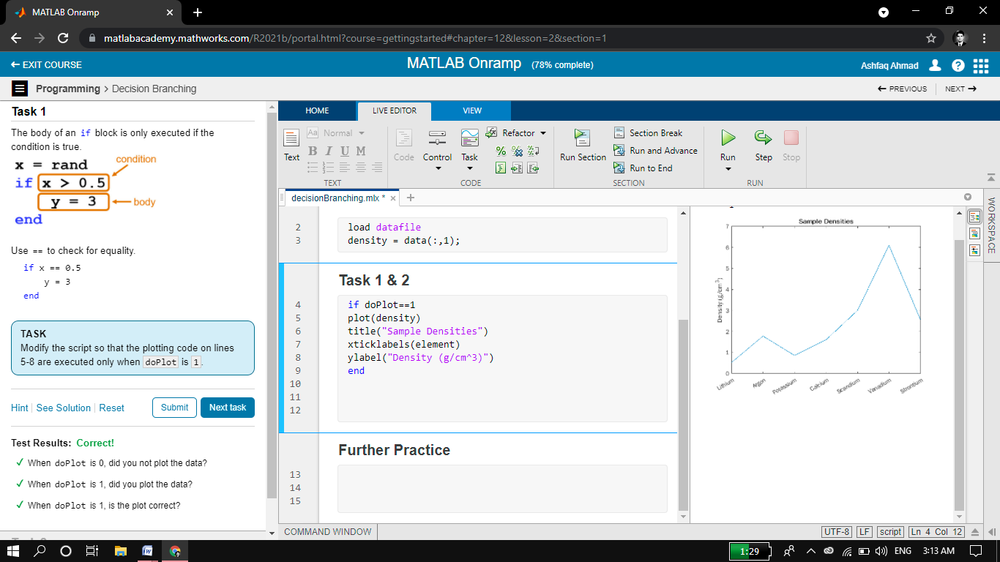 MATLAB Onramp
matlabacademy.mathworks.com/R2021b/portal.html?course=gettingstarted#chapter=12&lesson=2&section=1
EXIT COURSE
MATLAB Onramp (78% complete)
Ashfaq Ahmad
Programming > Decision Branching
PREVIOUS
NEXT
Task 1
The body of an if block is only executed if the
condition is true.
condition
x = rand
if x > 0.5
y = 3
body
end
Use == to check for equality.
if x == 0.5
y = 3
end
TASK
Modify the script so that the plotting code on lines
5-8 are executed only when doPlot is 1.
Hint
See Solution
Reset
Submit
Next task
Test Results: Correct!
✓ When doPlot is 0, did you not plot the data?
✓ When doPlot is 1, did you plot the data?
✓ When doPlot is 1, is the plot correct?
HOME
LIVE EDITOR
VIEW
Text
Aa Normal
B I U M
TEXT
Code
Control
Task
Refactor
CODE
Run Section
Section Break
Run and Advance
Run to End
SECTION
Run
Step
Stop
RUN
decisionBranching.mlx *
2 load datafile
3 density = data(:,1);
Task 1 & 2
4 if doPlot==1
5 plot(density)
6 title("Sample Densities")
7 xticklabels(element)
8 ylabel("Density (g/cm^3)")
9 end
10
11
12
Further Practice
13
14
15
Sample Densities
7
6
5
4
3
2
1
0
Density (g/cm³)
Lithium
Argon
Potassium
Calcium
Scandium
Vanadium
Strontium
WORKSPACE
COMMAND WINDOW
UTF-8
LF
script
Ln 4 Col 12
1:29
ENG
3:13 AM